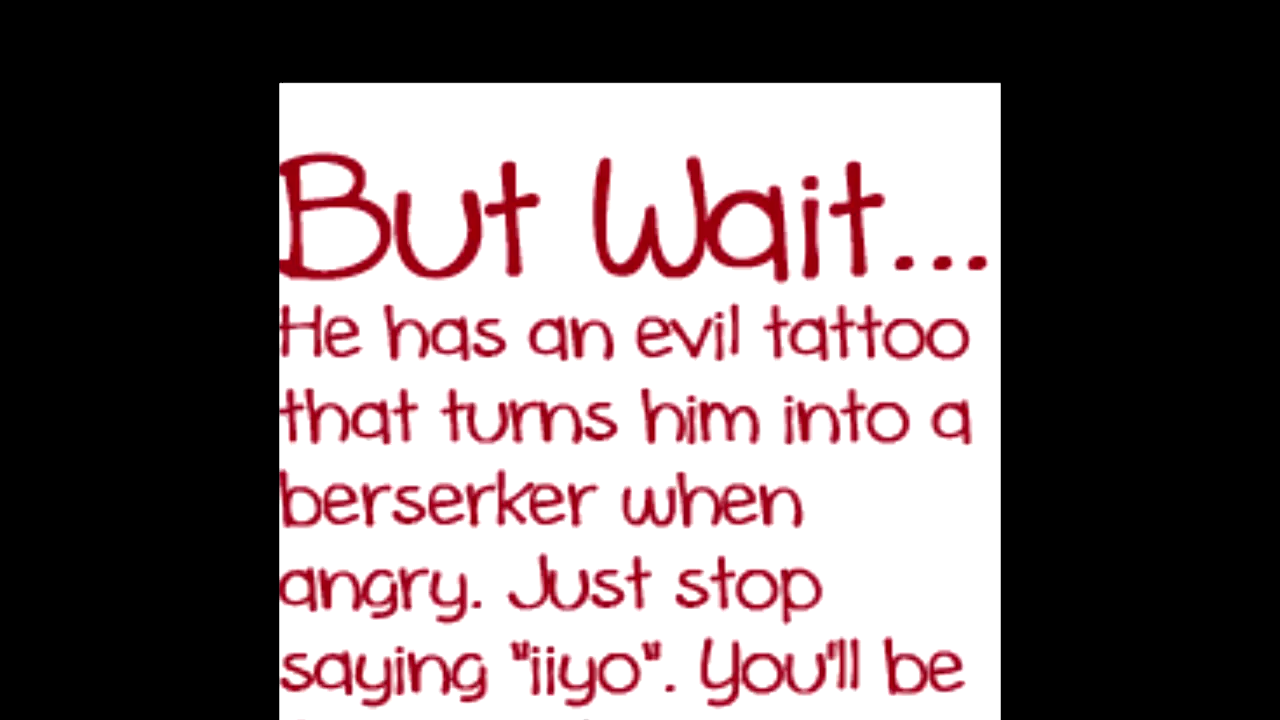 But Wait...
He has an evil tattoo
that turns him into a
berserker when
angry. Just stop
saying "iiyo". You'll be